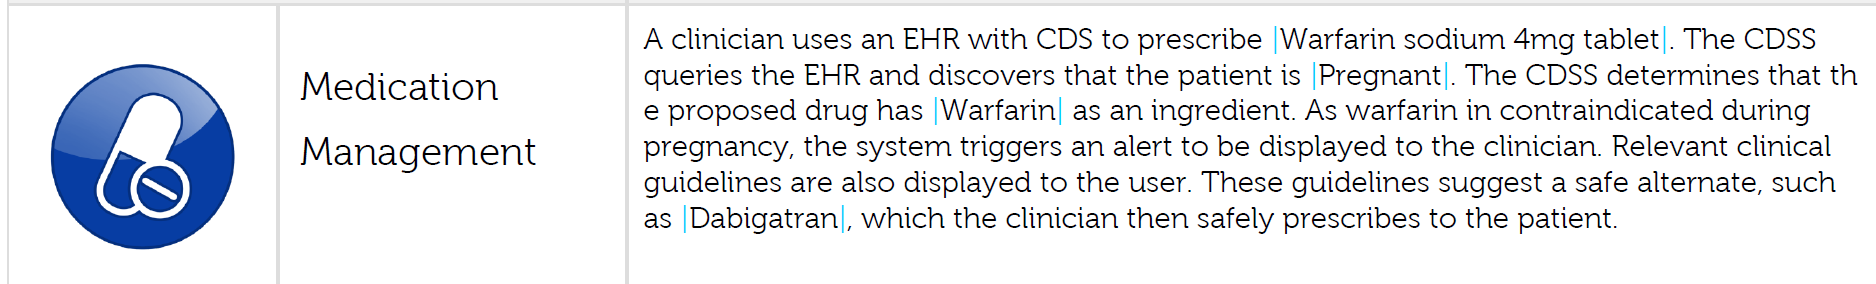 Medication
Management
A clinician uses an EHR with CDS to prescribe |Warfarin sodium 4mg tablet|. The CDSS
queries the EHR and discovers that the patient is |Pregnant|. The CDSS determines that th
e proposed drug has |Warfarin| as an ingredient. As warfarin in contraindicated during
pregnancy, the system triggers an alert to be displayed to the clinician. Relevant clinical
guidelines are also displayed to the user. These guidelines suggest a safe alternate, such
as |Dabigatran|, which the clinician then safely prescribes to the patient.